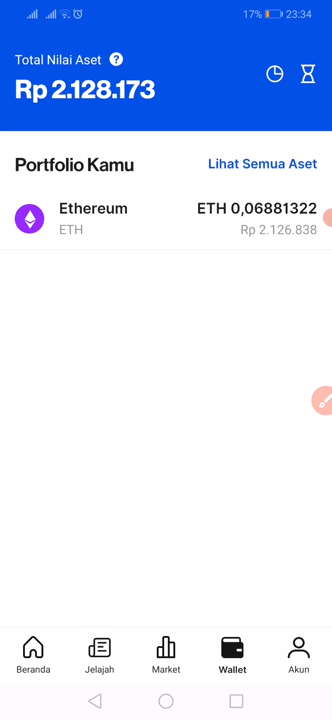 17% 23:34
Total Nilai Aset ?
Rp 2.128.173
Portfolio Kamu Lihat Semua Aset
Ethereum ETH 0,06881322
ETH Rp 2.126.838
Beranda Jelajah Market Wallet Akun